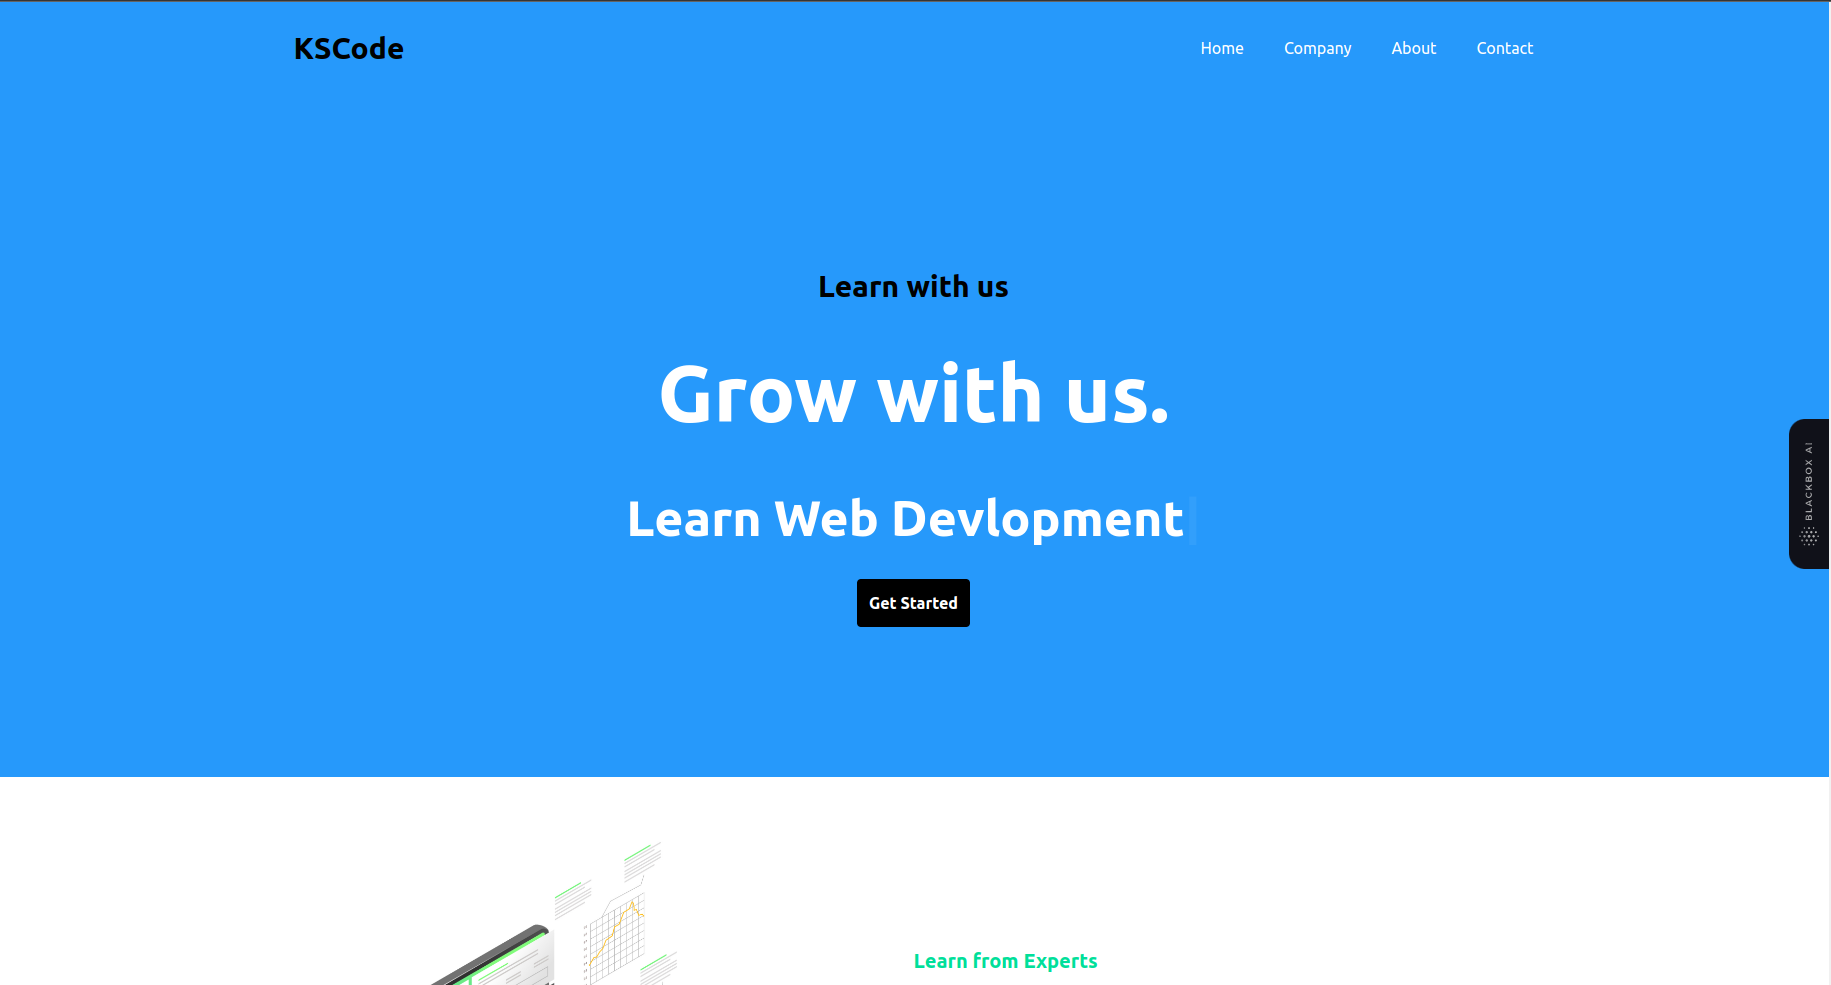 KSCode
Home Company About Contact
Learn with us
Grow with us.
Learn Web Devlopment
Get Started
BLACKBOX AI
Learn from Experts